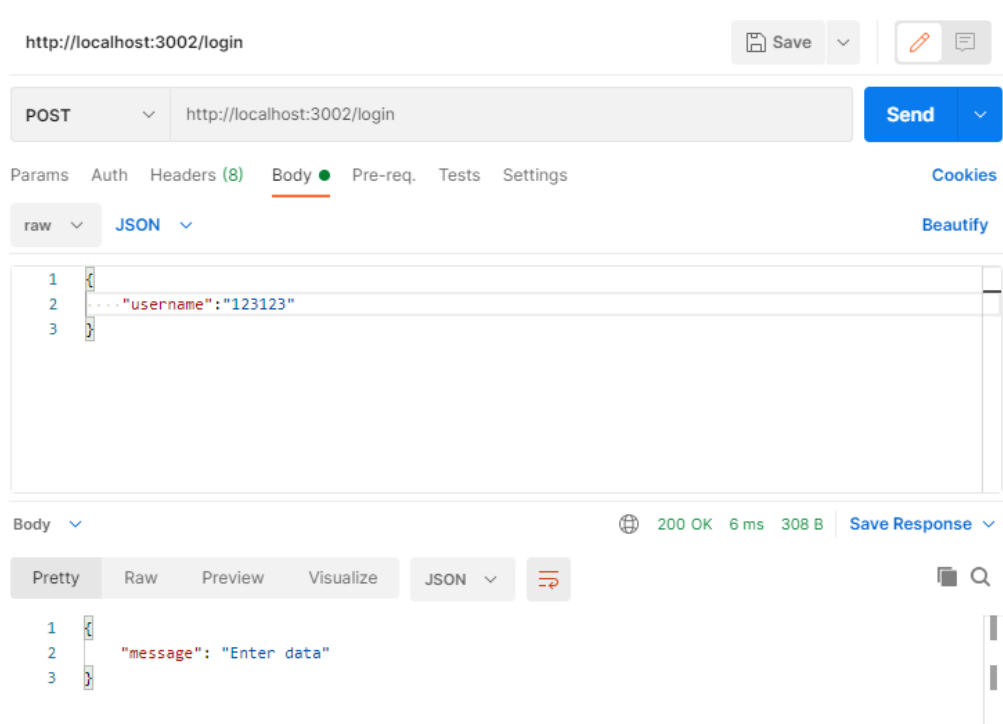 http://localhost:3002/login Save
POST http://localhost:3002/login Send
Params Auth Headers (8) Body Pre-req. Tests Settings Cookies
raw JSON Beautify
1 {
2 "username":"123123"
3 }
Body 200 OK 6 ms 308 B Save Response
Pretty Raw Preview Visualize JSON
1 {
2 "message": "Enter data"
3 }